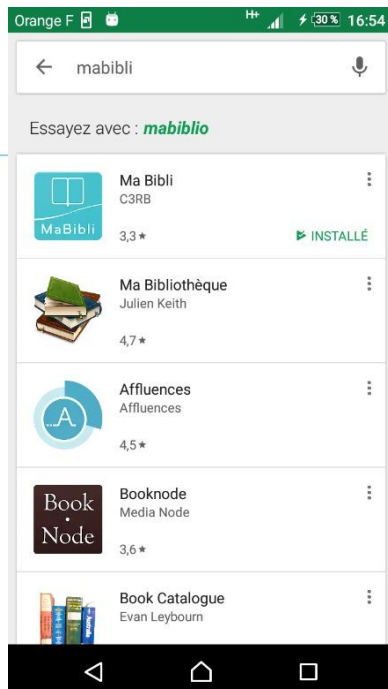 Orange F H+ 30% 16:54
mabibli
Essayez avec : mabiblio
MaBibli
Ma Bibli
C3RB
3,3★
INSTALLÉ
Ma Bibliothèque
Julien Keith
4,7★
...A
Affluences
Affluences
4,5★
Book
Node
Booknode
Media Node
3,6★
Book Catalogue
Evan Leybourn